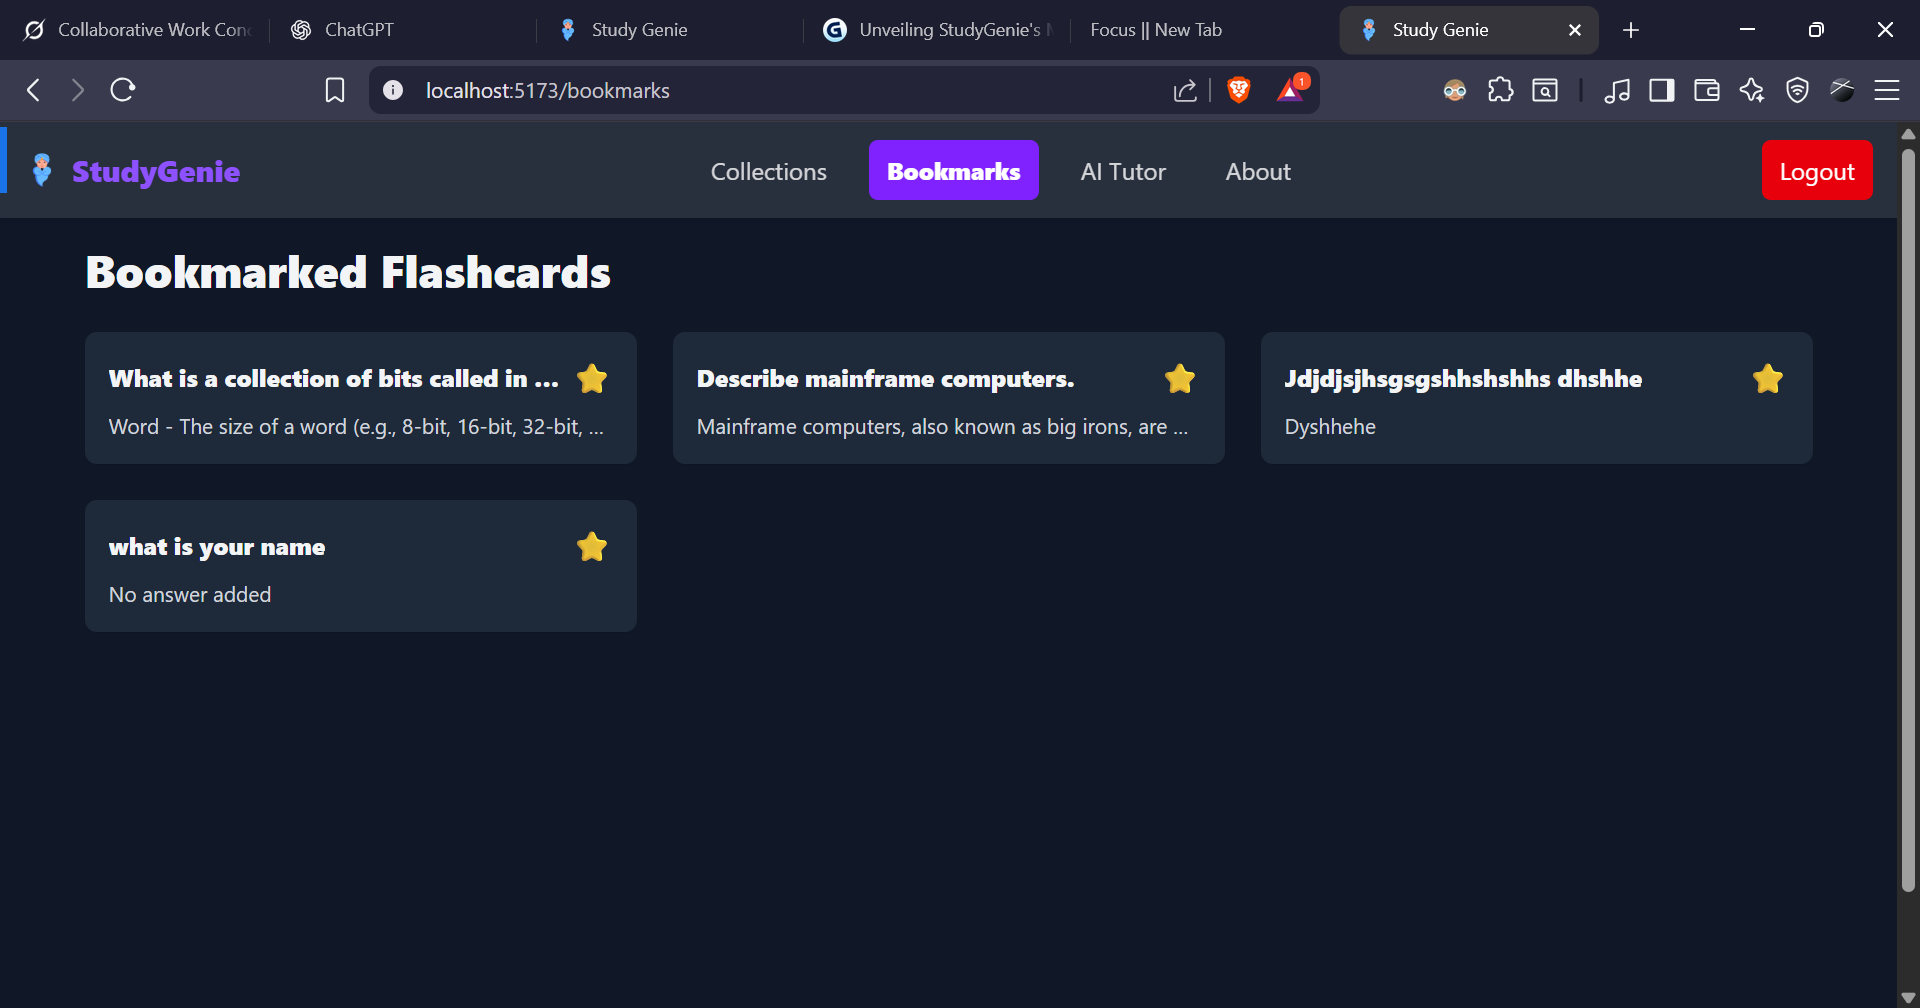 Collaborative Work Con
ChatGPT
Study Genie
Unveiling StudyGenie's
Focus || New Tab
Study Genie
localhost:5173/bookmarks
1
StudyGenie
Collections
Bookmarks
AI Tutor
About
Logout
Bookmarked Flashcards
What is a collection of bits called in ...
Word - The size of a word (e.g., 8-bit, 16-bit, 32-bit, ...
Describe mainframe computers.
Mainframe computers, also known as big irons, are ...
Jdjdjsjhsgsgshhshshhs dhshhe
Dyshhehe
what is your name
No answer added